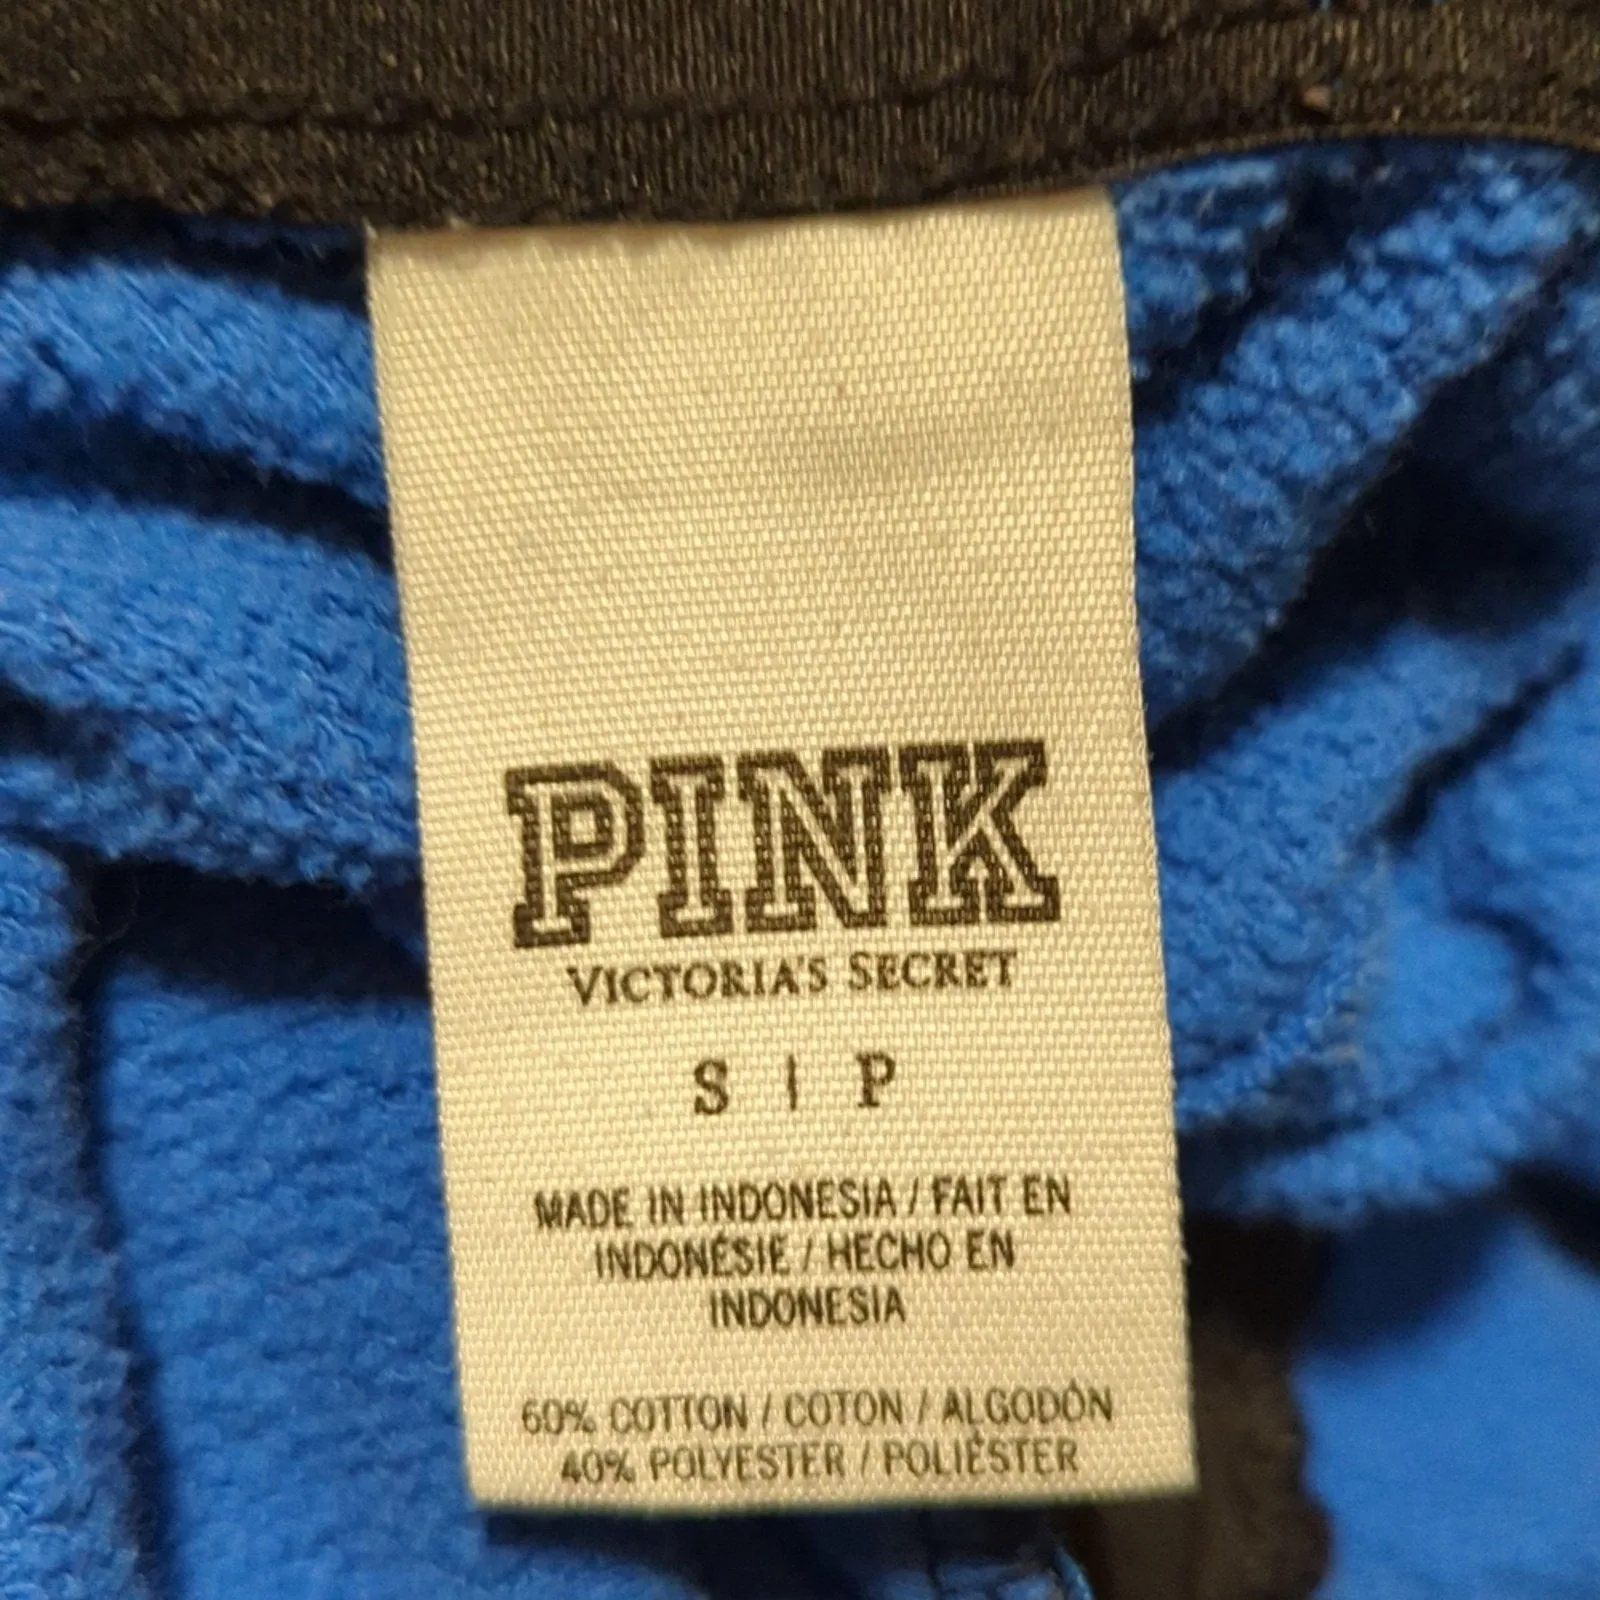 PINK
VICTORIA'S SECRET
S | P
MADE IN INDONESIA / FAIT EN
INDONÉSIE / HECHO EN
INDONESIA
60% COTTON / COTON / ALGODÓN
40% POLYESTER / POLIÉSTER